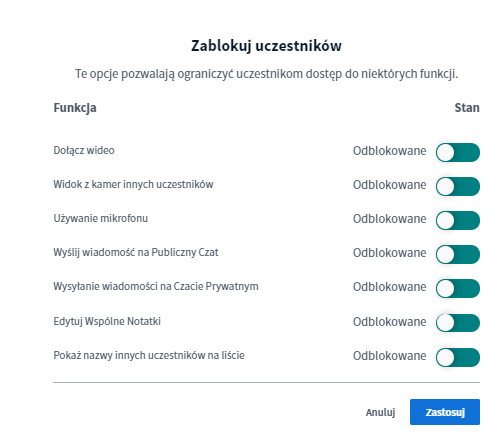 Zablokuj uczestników
Te opcje pozwalają ograniczyć uczestnikom dostęp do niektórych funkcji.
Funkcja Stan
Dołącz wideo Odblokowane
Widok z kamer innych uczestników Odblokowane
Używanie mikrofonu Odblokowane
Wyślij wiadomość na Publiczny Czat Odblokowane
Wysyłanie wiadomości na Czacie Prywatnym Odblokowane
Edytuj Wspólne Notatki Odblokowane
Pokaż nazwy innych uczestników na liście Odblokowane
Anuluj Zastosuj